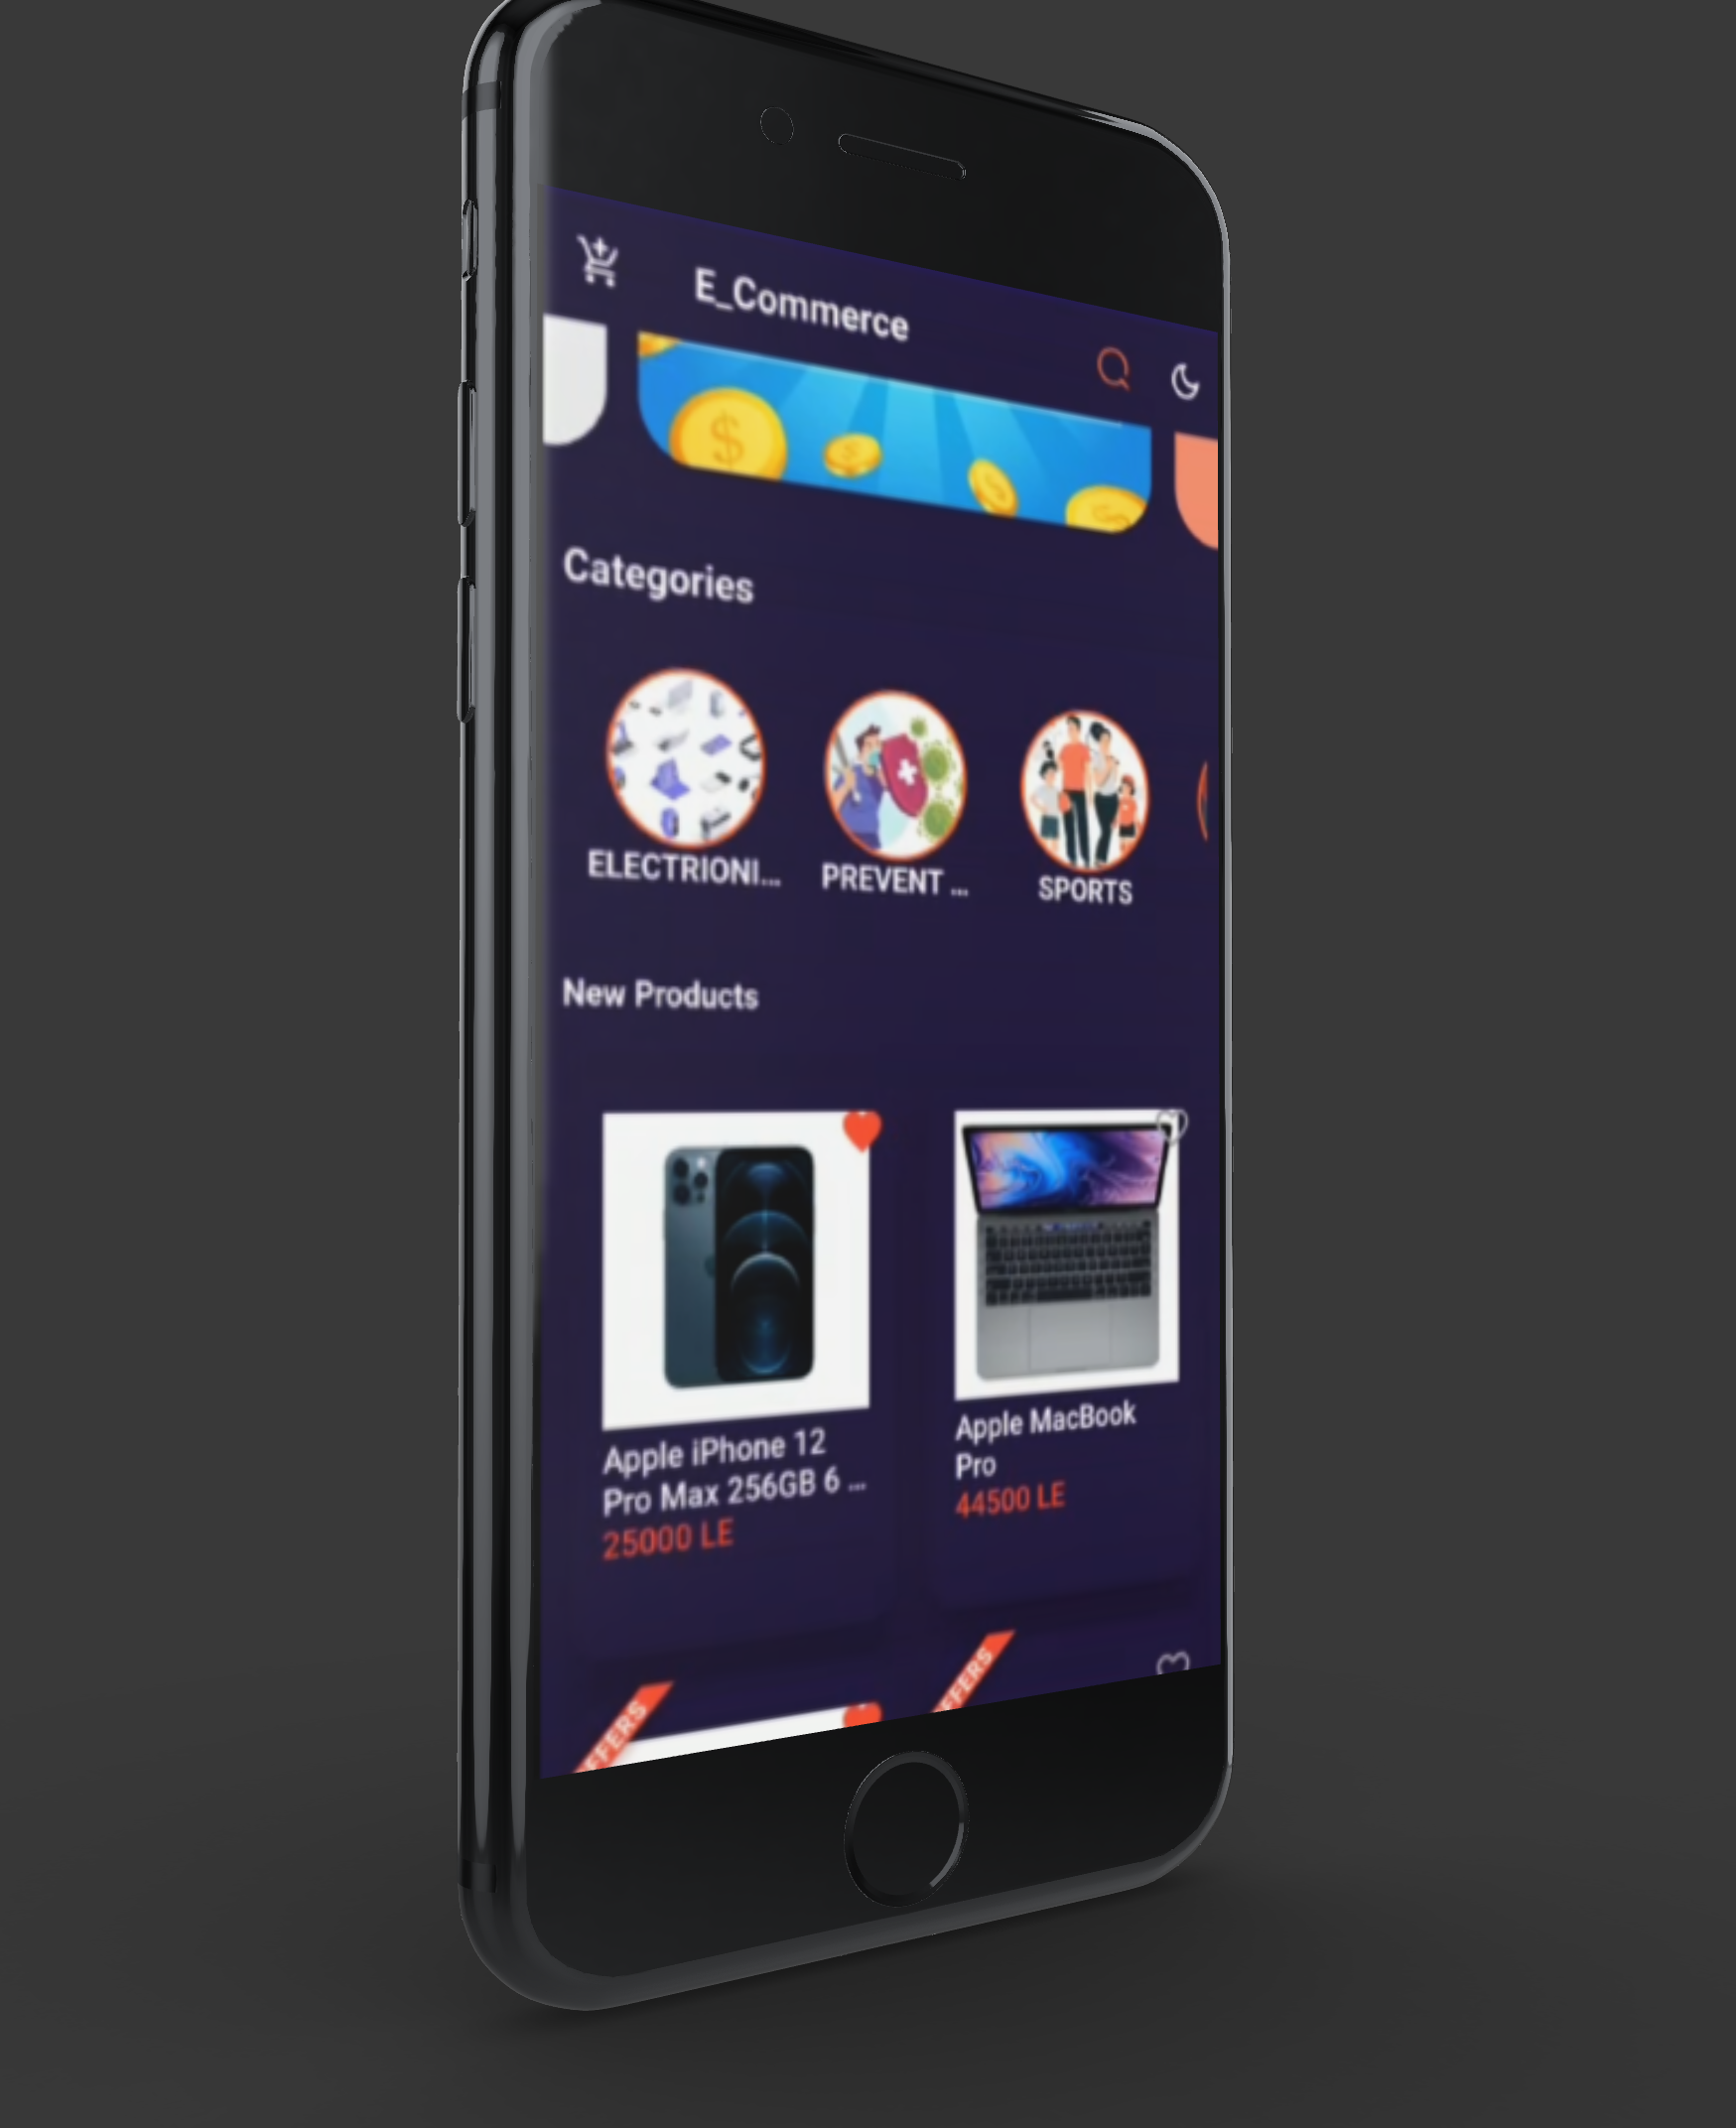 E_Commerce
Categories
ELECTRIONI...
PREVENT ...
SPORTS
New Products
Apple iPhone 12
Pro Max 256GB 6 ...
25000 LE
Apple MacBook
Pro
44500 LE
FFERS
FFERS